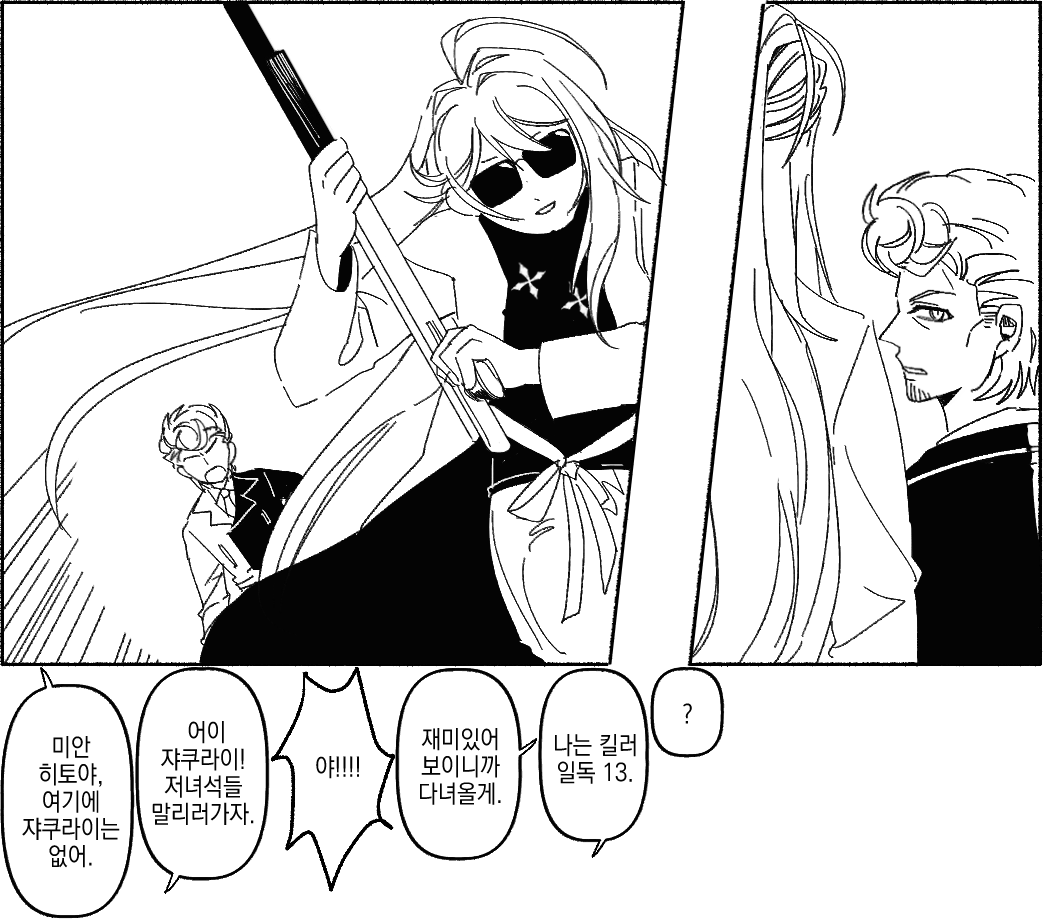 미안
히토야,
여기에
쟈쿠라이는
없어.
어이
쟈쿠라이!
저녀석들
말리러가자.
야!!!!
재미있어
보이니까
다녀올게.
나는 킬러
일독 13.
?